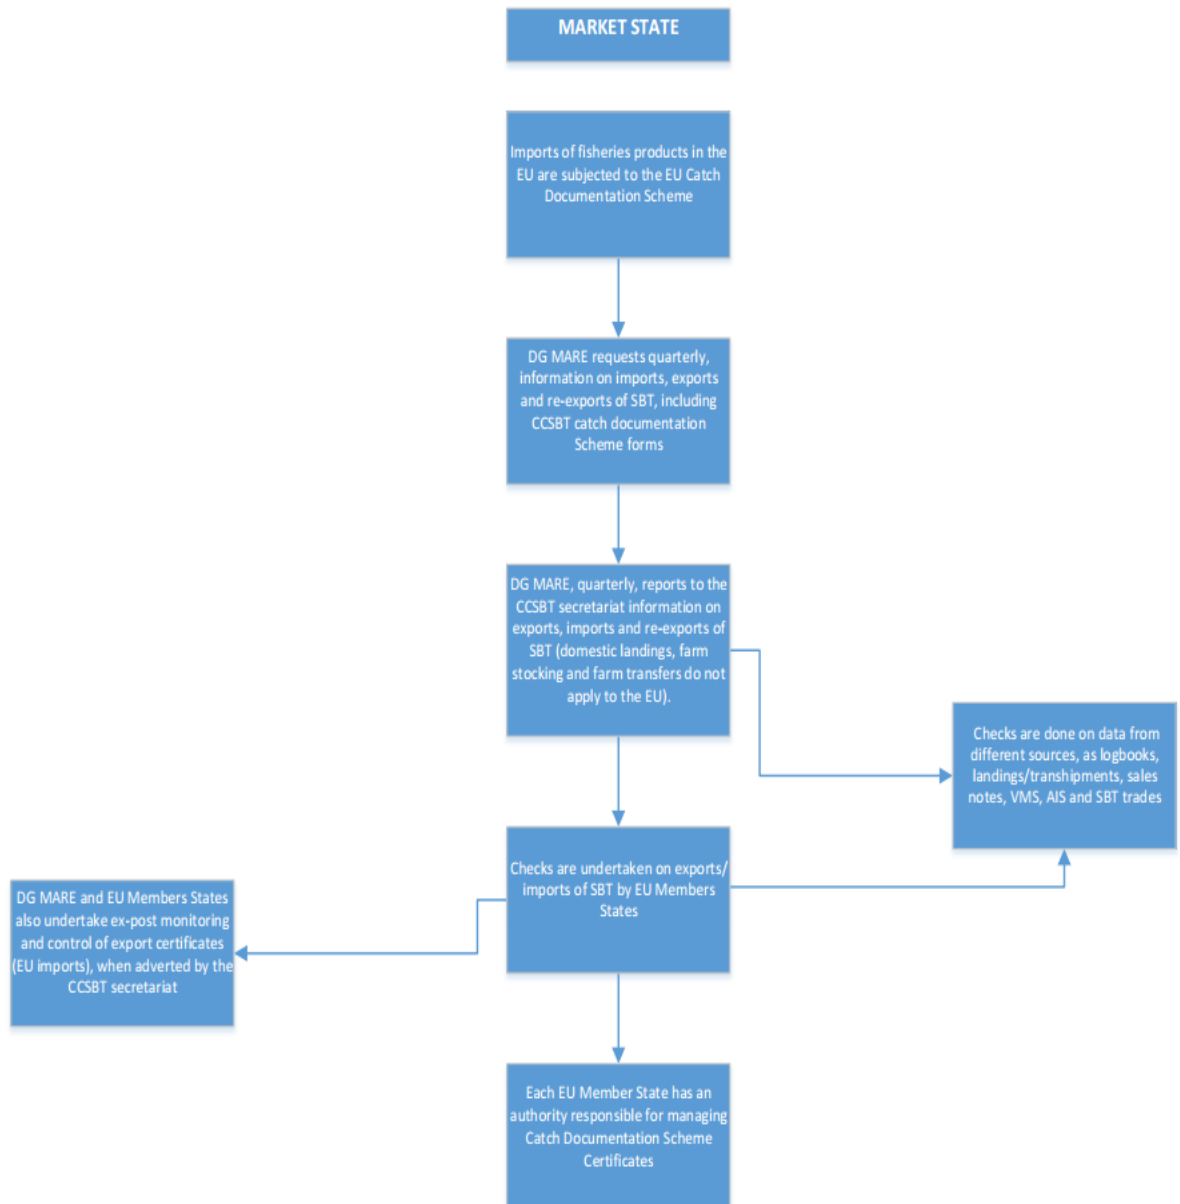 MARKET STATE
Imports of fisheries products in the
EU are subjected to the EU Catch
Documentation Scheme
DG MARE requests quarterly,
information on imports, exports
and re-exports of SBT, including
CCSBT catch documentation
Scheme forms
DG MARE, quarterly, reports to the
CCSBT secretariat information on
exports, imports and re-exports of
SBT (domestic landings, farm
stocking and farm transfers do not
apply to the EU).
Checks are done on data from
different sources, as logbooks,
landings/transhipments, sales
notes, VMS, AIS and SBT trades
Checks are undertaken on exports/
imports of SBT by EU Members
States
DG MARE and EU Members States
also undertake ex-post monitoring
and control of export certificates
(EU imports), when adverted by the
CCSBT secretariat
Each EU Member State has an
authority responsible for managing
Catch Documentation Scheme
Certificates